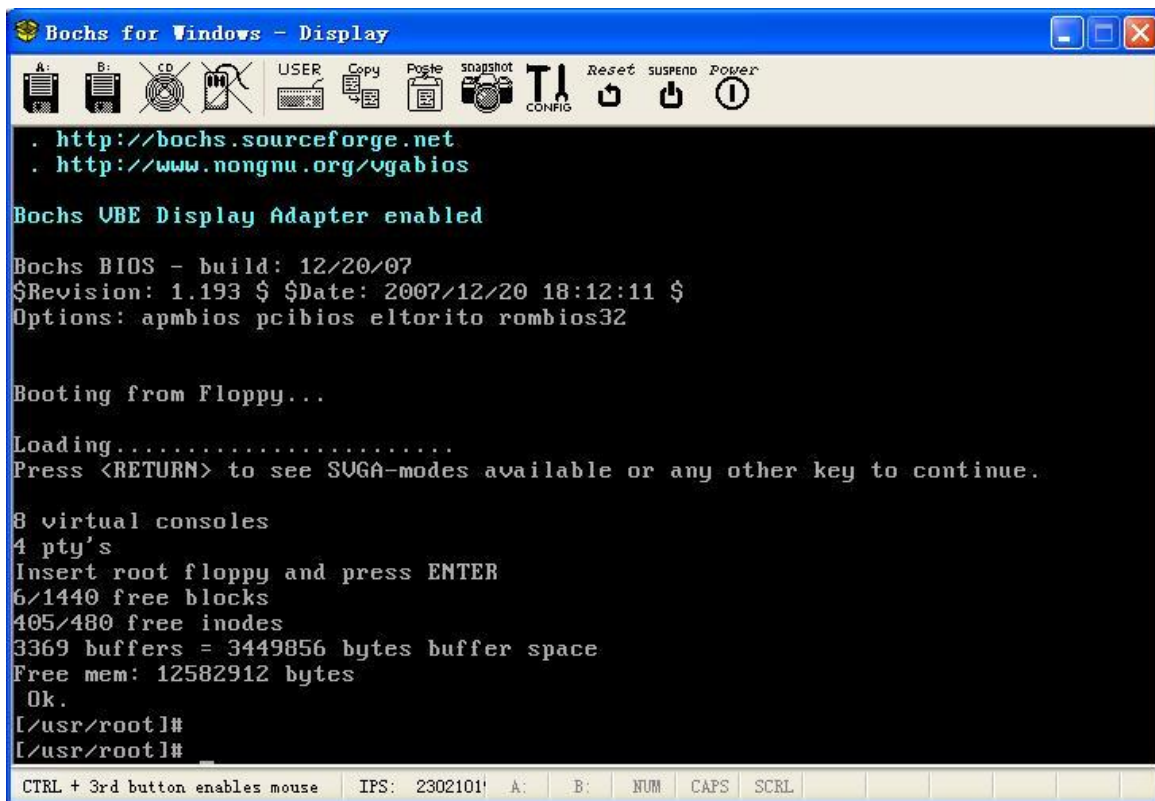 Bochs for Windows - Display
A: B: CD USER Copy Poste snapshot CONFIG Reset SUSPEND Power
. http://bochs.sourceforge.net
. http://www.nongnu.org/vgabios
Bochs VBE Display Adapter enabled
Bochs BIOS - build: 12/20/07
$Revision: 1.193 $ $Date: 2007/12/20 18:12:11 $
Options: apmbios pcibios eltorito rombios32
Booting from Floppy...
Loading........................
Press <RETURN> to see SVGA-modes available or any other key to continue.
8 virtual consoles
4 pty's
Insert root floppy and press ENTER
6/1440 free blocks
405/480 free inodes
3369 buffers = 3449856 bytes buffer space
Free mem: 12582912 bytes
Ok.
[/usr/root]#
[/usr/root]# _
CTRL + 3rd button enables mouse IPS: 2302101 A: B: NUM CAPS SCRL